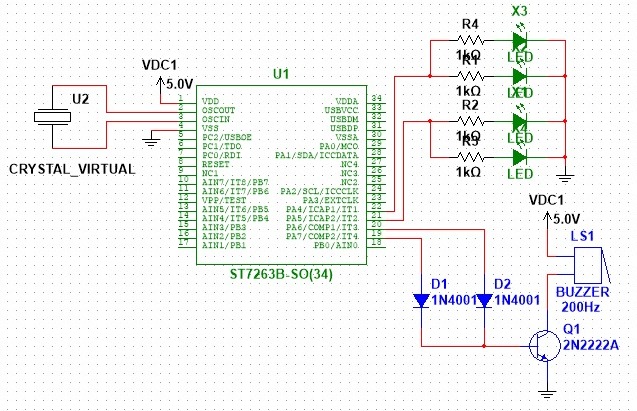 X3
R4
1kΩ
LED
R1
1kΩ
LED
X1
R2
1kΩ
R3
1kΩ
LED
VDC1
5.0V
U1
U2
CRYSTAL_VIRTUAL
1 VDD VDDA 34
2 OSCOUT USBVCC 33
3 OSCIN USBDM 32
4 VSS USBDP 31
5 PC2/USBOE VSSA 30
6 PC1/TDO PA0/MCO 29
7 PC0/RDI PA1/SDA/ICCDATA 28
8 RESET NC4 27
9 NC1 NC3 26
10 AIN7/IT8/PB7 NC2 25
11 AIN6/IT7/PB6 PA2/SCL/ICCCLK 24
12 VPP/TEST PA3/EXTCLK 23
13 AIN5/IT6/PB5 PA4/ICAP1/IT1 22
14 AIN4/IT5/PB4 PA5/ICAP2/IT2 21
15 AIN3/PB3 PA6/COMP1/IT3 20
16 AIN2/PB2 PA7/COMP2/IT4 19
17 AIN1/PB1 PB0/AIN0 18
ST7263B-SO(34)
VDC1
5.0V
LS1
BUZZER
200Hz
D1
1N4001
D2
1N4001
Q1
2N2222A